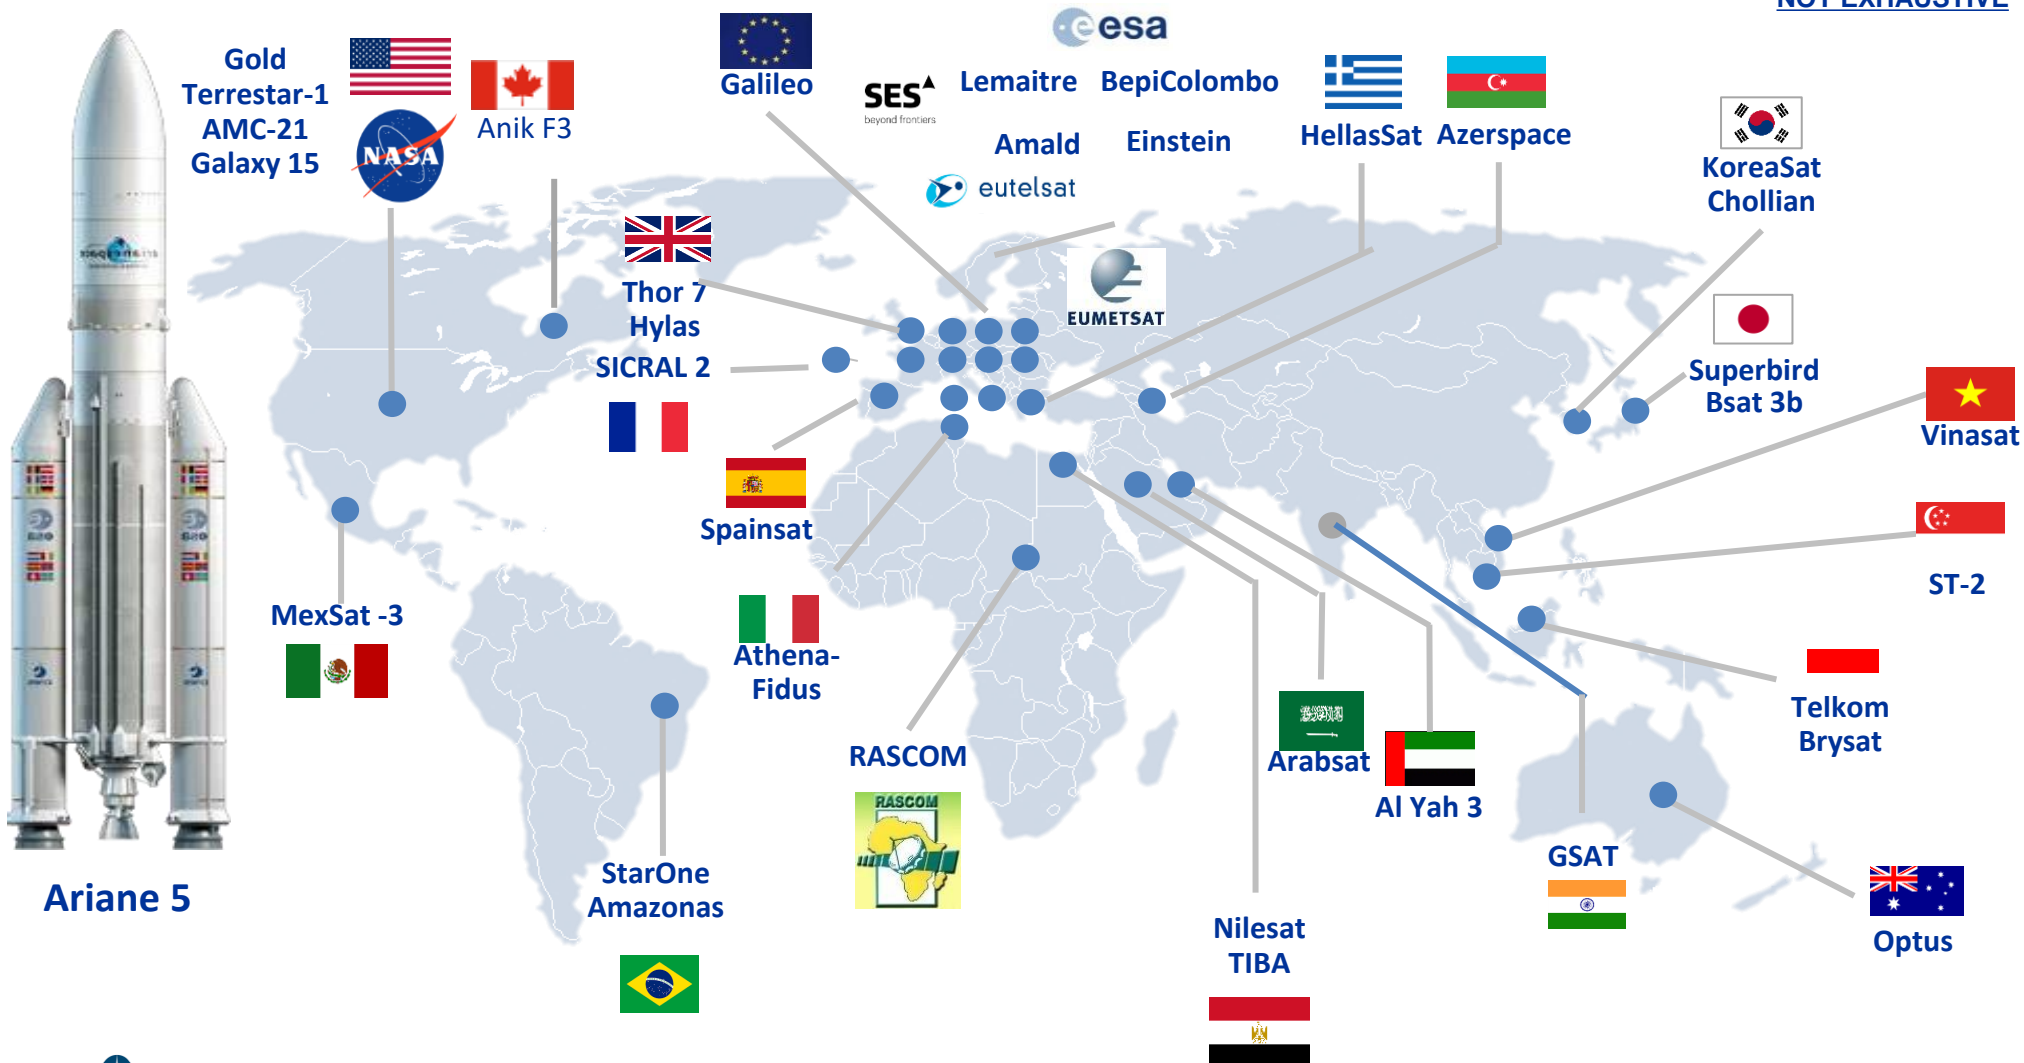 NOT EXHAUSTIVE
esa
Gold
Terrestar-1
AMC-21
Galaxy 15
NASA
Anik F3
Galileo
SES
beyond frontiers
Lemaitre
BepiColombo
Amald
Einstein
eutelsat
HellasSat
Azerspace
KoreaSat
Chollian
Thor 7
Hylas
EUMETSAT
SICRAL 2
Superbird
Bsat 3b
Vinasat
Spainsat
ST-2
MexSat -3
Athena-
Fidus
Telkom
Brysat
RASCOM
RASCOM
Arabsat
Al Yah 3
StarOne
Amazonas
GSAT
Ariane 5
Nilesat
TIBA
Optus